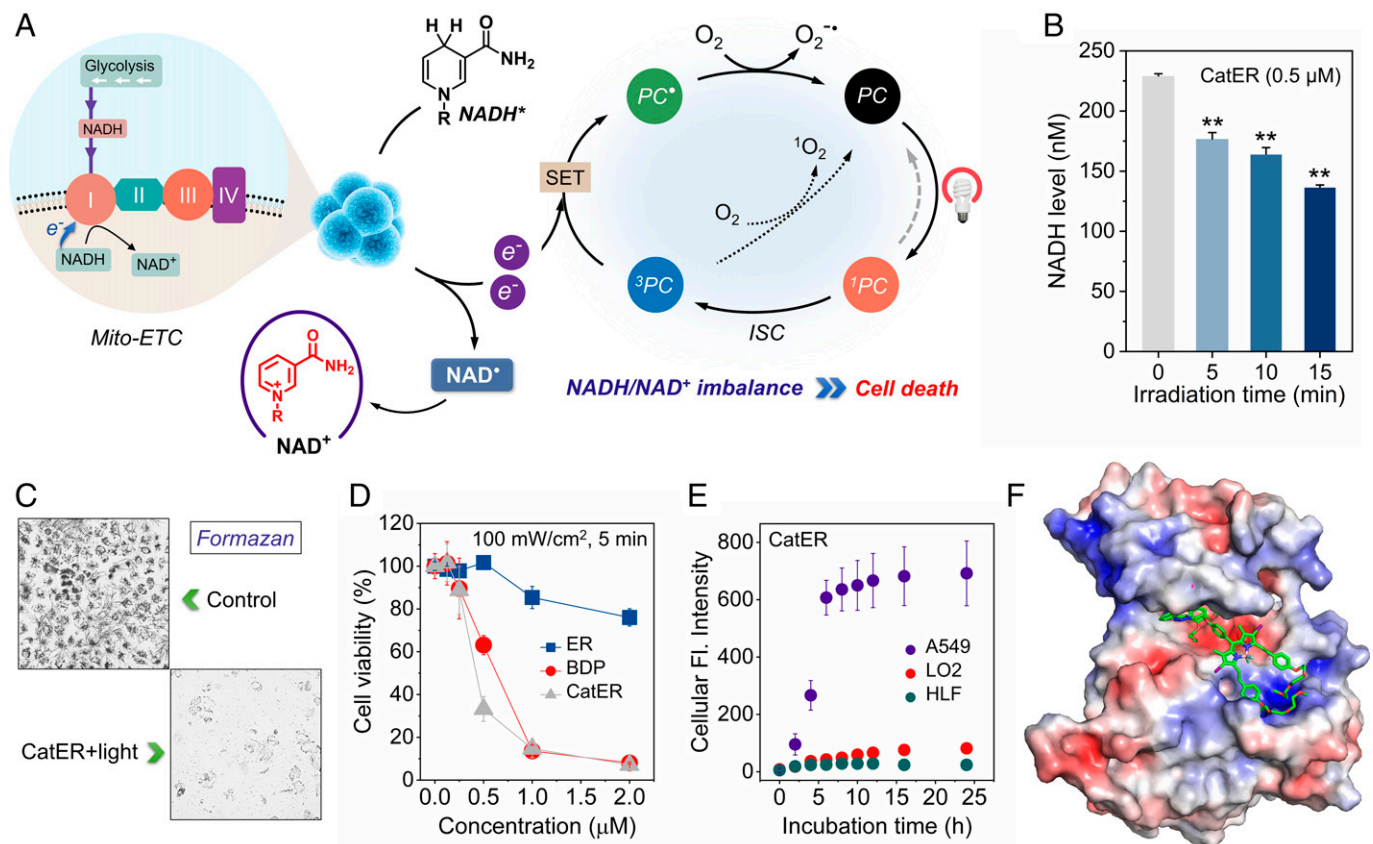 A
Glycolysis
NADH
I
II
III
IV
e-
NADH
NAD+
Mito-ETC
H H
O
NH2
N
R
NADH*
O2
O2-•
PC•
PC
SET
1O2
O2
e-
e-
3PC
1PC
ISC
O
NH2
N+
R
NAD+
NAD•
NADH/NAD+ imbalance
Cell death
B
CatER (0.5 µM)
NADH level (nM)
250
200
150
100
50
0
**
**
**
0 5 10 15
Irradiation time (min)
C
Formazan
Control
CatER+light
D
100 mW/cm2, 5 min
Cell viability (%)
120
100
80
60
40
20
0
ER
BDP
CatER
0.0 0.5 1.0 1.5 2.0
Concentration (µM)
E
CatER
Cellular Fl. Intensity
800
600
400
200
0
A549
LO2
HLF
0 5 10 15 20 25
Incubation time (h)
F